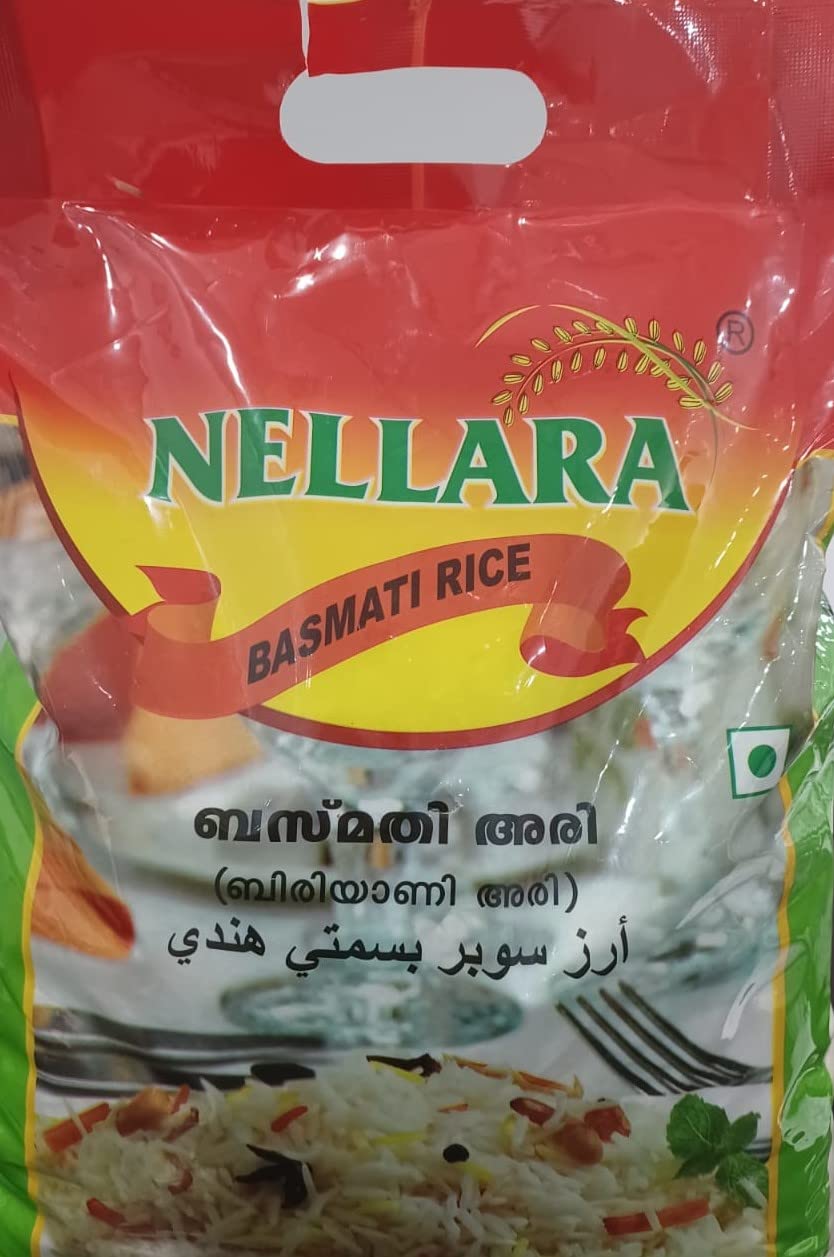 ®
NELLARA
BASMATI RICE
ബസ്മതി അരി
(ബിരിയാണി അരി)
أرز سوبر بسمتي هندي